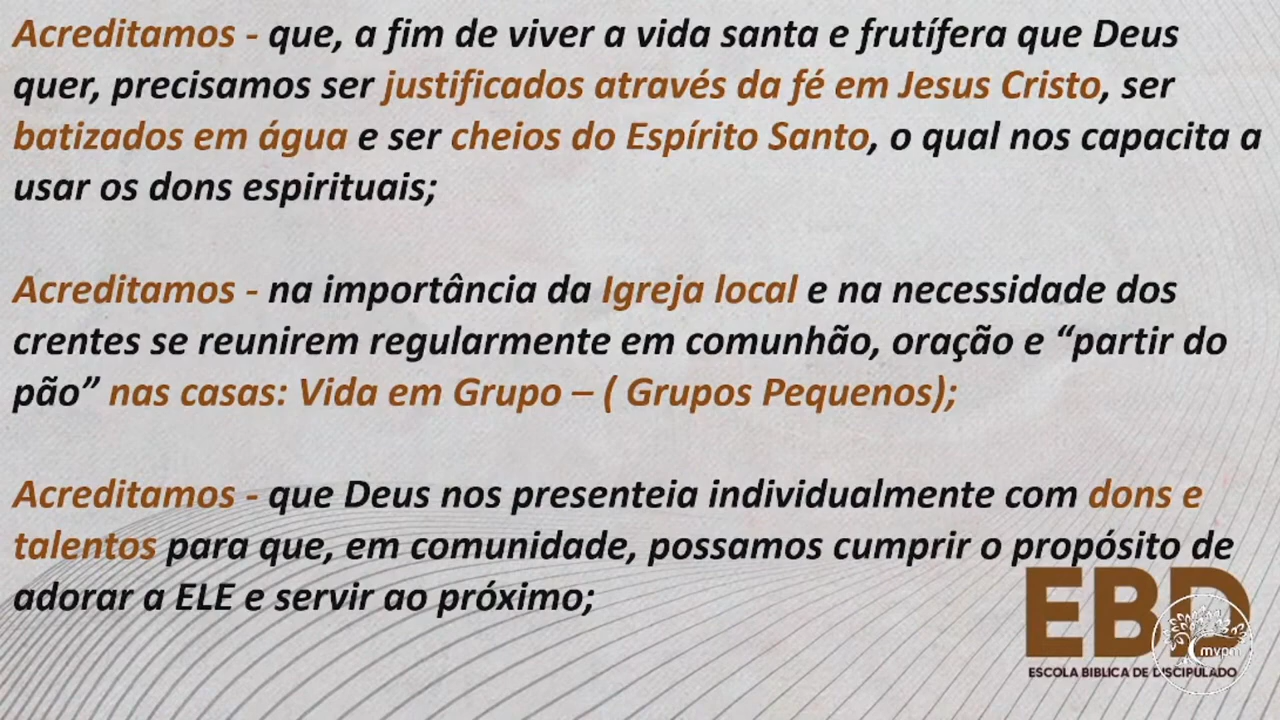 Acreditamos - que, a fim de viver a vida santa e frutífera que Deus
quer, precisamos ser justificados através da fé em Jesus Cristo, ser
batizados em água e ser cheios do Espírito Santo, o qual nos capacita a
usar os dons espirituais;
Acreditamos - na importância da Igreja local e na necessidade dos
crentes se reunirem regularmente em comunhão, oração e “partir do
pão” nas casas: Vida em Grupo – ( Grupos Pequenos);
Acreditamos - que Deus nos presenteia individualmente com dons e
talentos para que, em comunidade, possamos cumprir o propósito de
adorar a ELE e servir ao próximo;
EBD
mvpm
ESCOLA BIBLICA DE DISCIPULADO